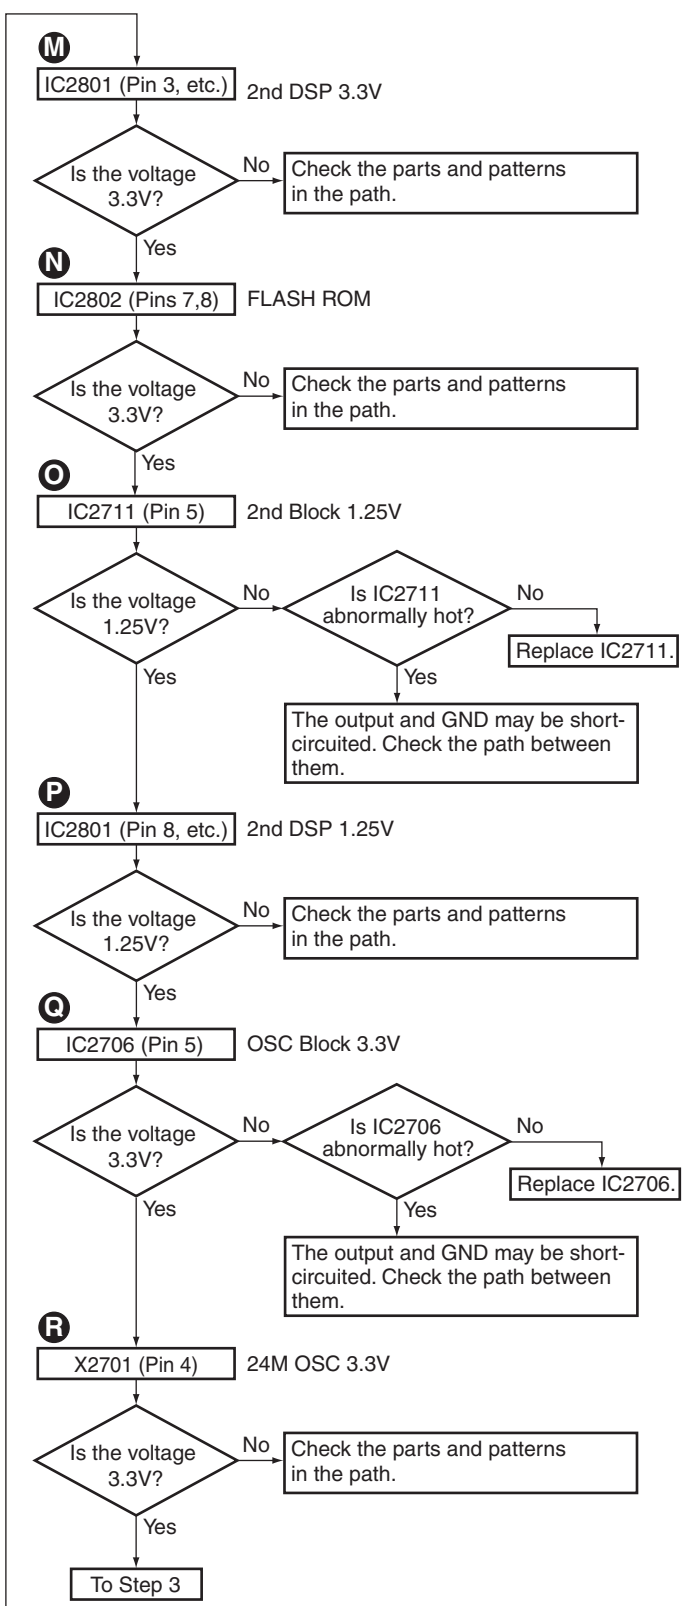 M
IC2801 (Pin 3, etc.)
2nd DSP 3.3V
Is the voltage
3.3V?
No
Check the parts and patterns
in the path.
Yes
N
IC2802 (Pins 7,8)
FLASH ROM
Is the voltage
3.3V?
No
Check the parts and patterns
in the path.
Yes
O
IC2711 (Pin 5)
2nd Block 1.25V
Is the voltage
1.25V?
No
Is IC2711
abnormally hot?
No
Replace IC2711.
Yes
Yes
The output and GND may be short-
circuited. Check the path between
them.
P
IC2801 (Pin 8, etc.)
2nd DSP 1.25V
Is the voltage
1.25V?
No
Check the parts and patterns
in the path.
Yes
Q
IC2706 (Pin 5)
OSC Block 3.3V
Is the voltage
3.3V?
No
Is IC2706
abnormally hot?
No
Replace IC2706.
Yes
Yes
The output and GND may be short-
circuited. Check the path between
them.
R
X2701 (Pin 4)
24M OSC 3.3V
Is the voltage
3.3V?
No
Check the parts and patterns
in the path.
Yes
To Step 3